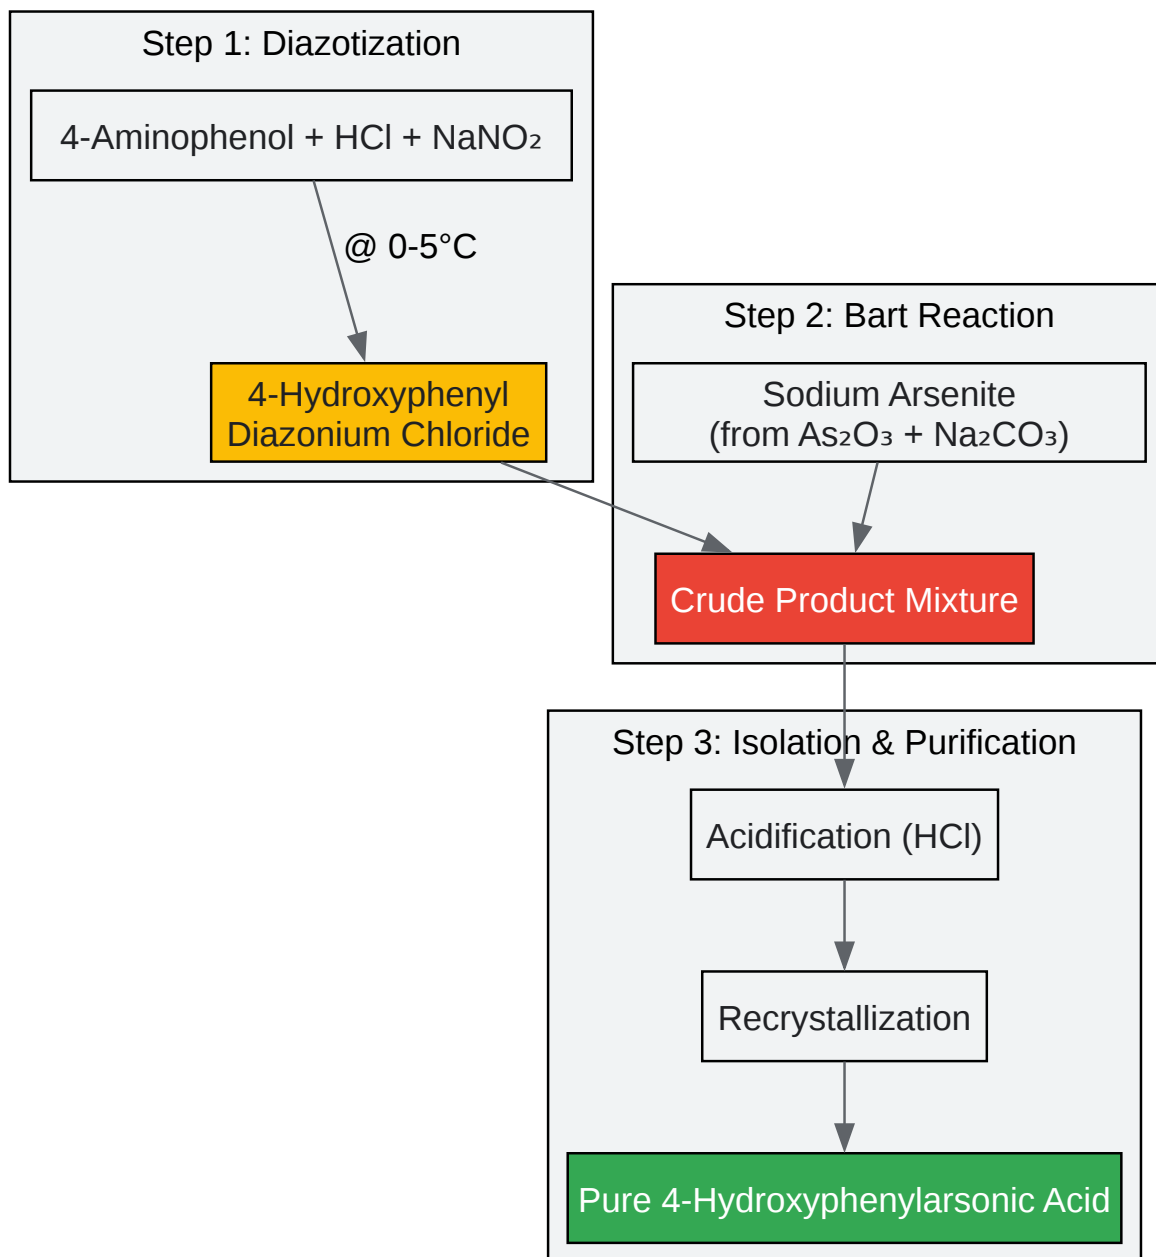 Step 1: Diazotization
4-Aminophenol + HCl + NaNO₂
@ 0-5°C
4-Hydroxyphenyl
Diazonium Chloride
Step 2: Bart Reaction
Sodium Arsenite
(from As₂O₃ + Na₂CO₃)
Crude Product Mixture
Step 3: Isolation & Purification
Acidification (HCl)
Recrystallization
Pure 4-Hydroxyphenylarsonic Acid